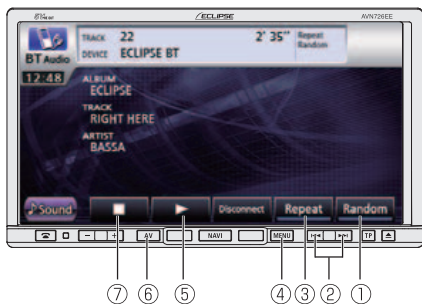 ECLIPSE AVN726EE
TRACK 22 2' 35" Repeat
DEVICE ECLIPSE BT Random
BT Audio
12:48
ALBUM
ECLIPSE
TRACK
RIGHT HERE
ARTIST
BASSA
Sound Disconnect Repeat Random
AV NAVI MENU TP
⑦ ⑥ ⑤ ④ ③ ② ①